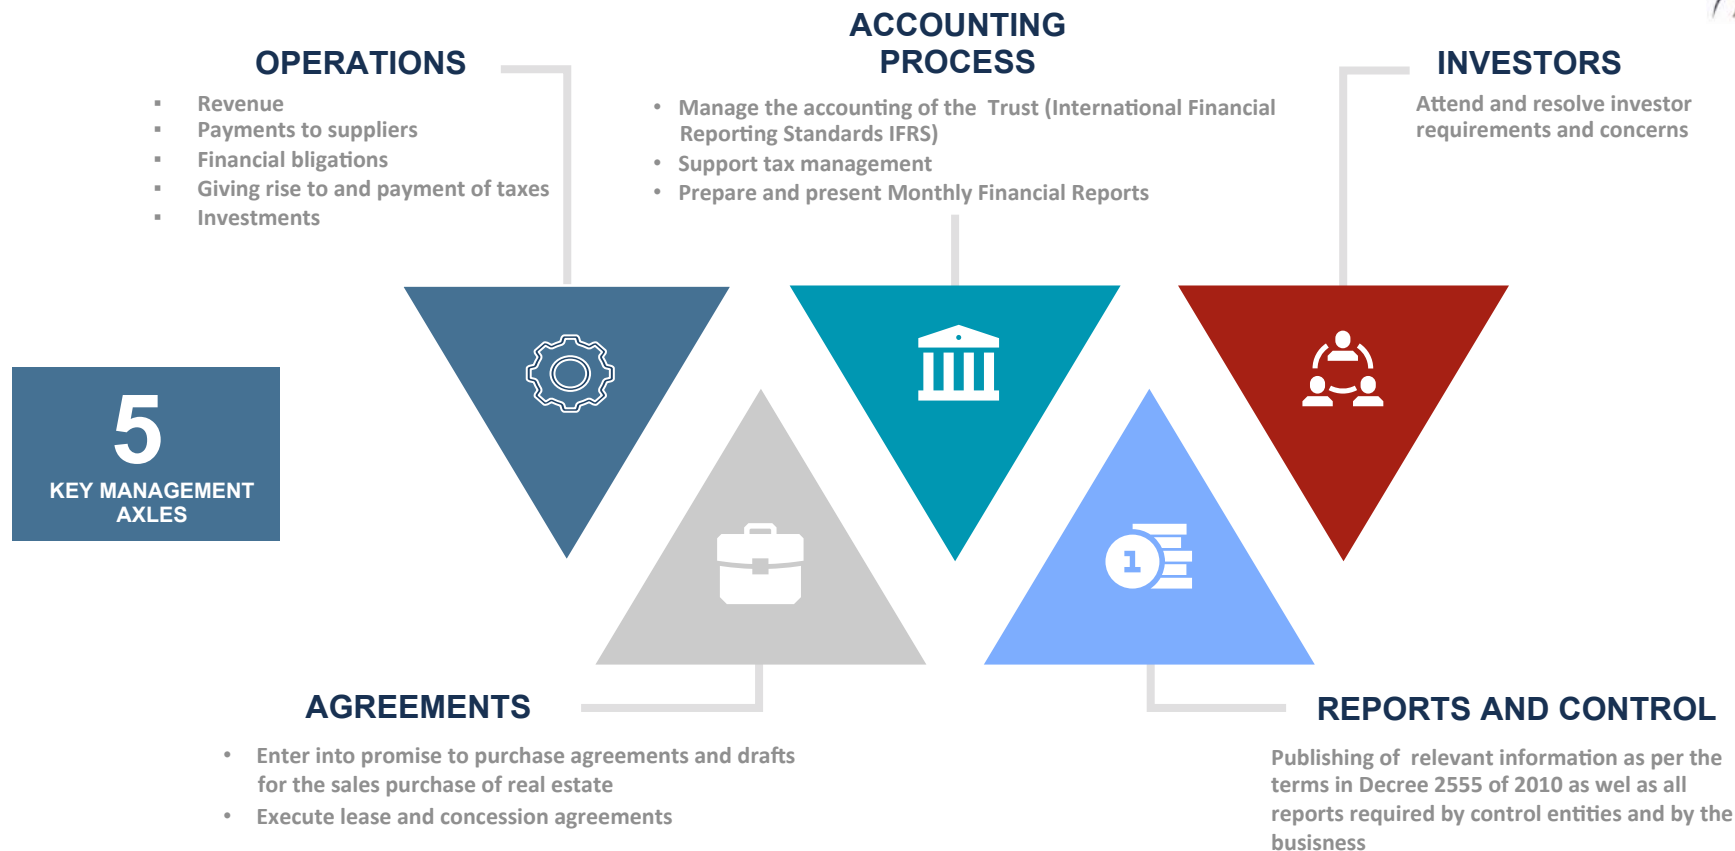 OPERATIONS
▪ Revenue
▪ Payments to suppliers
▪ Financial bligations
▪ Giving rise to and payment of taxes
▪ Investments
ACCOUNTING
PROCESS
• Manage the accounting of the Trust (International Financial
Reporting Standards IFRS)
• Support tax management
• Prepare and present Monthly Financial Reports
INVESTORS
Attend and resolve investor
requirements and concerns
5
KEY MANAGEMENT
AXLES
1
AGREEMENTS
• Enter into promise to purchase agreements and drafts
for the sales purchase of real estate
• Execute lease and concession agreements
REPORTS AND CONTROL
Publishing of relevant information as per the
terms in Decree 2555 of 2010 as wel as all
reports required by control entities and by the
busisness